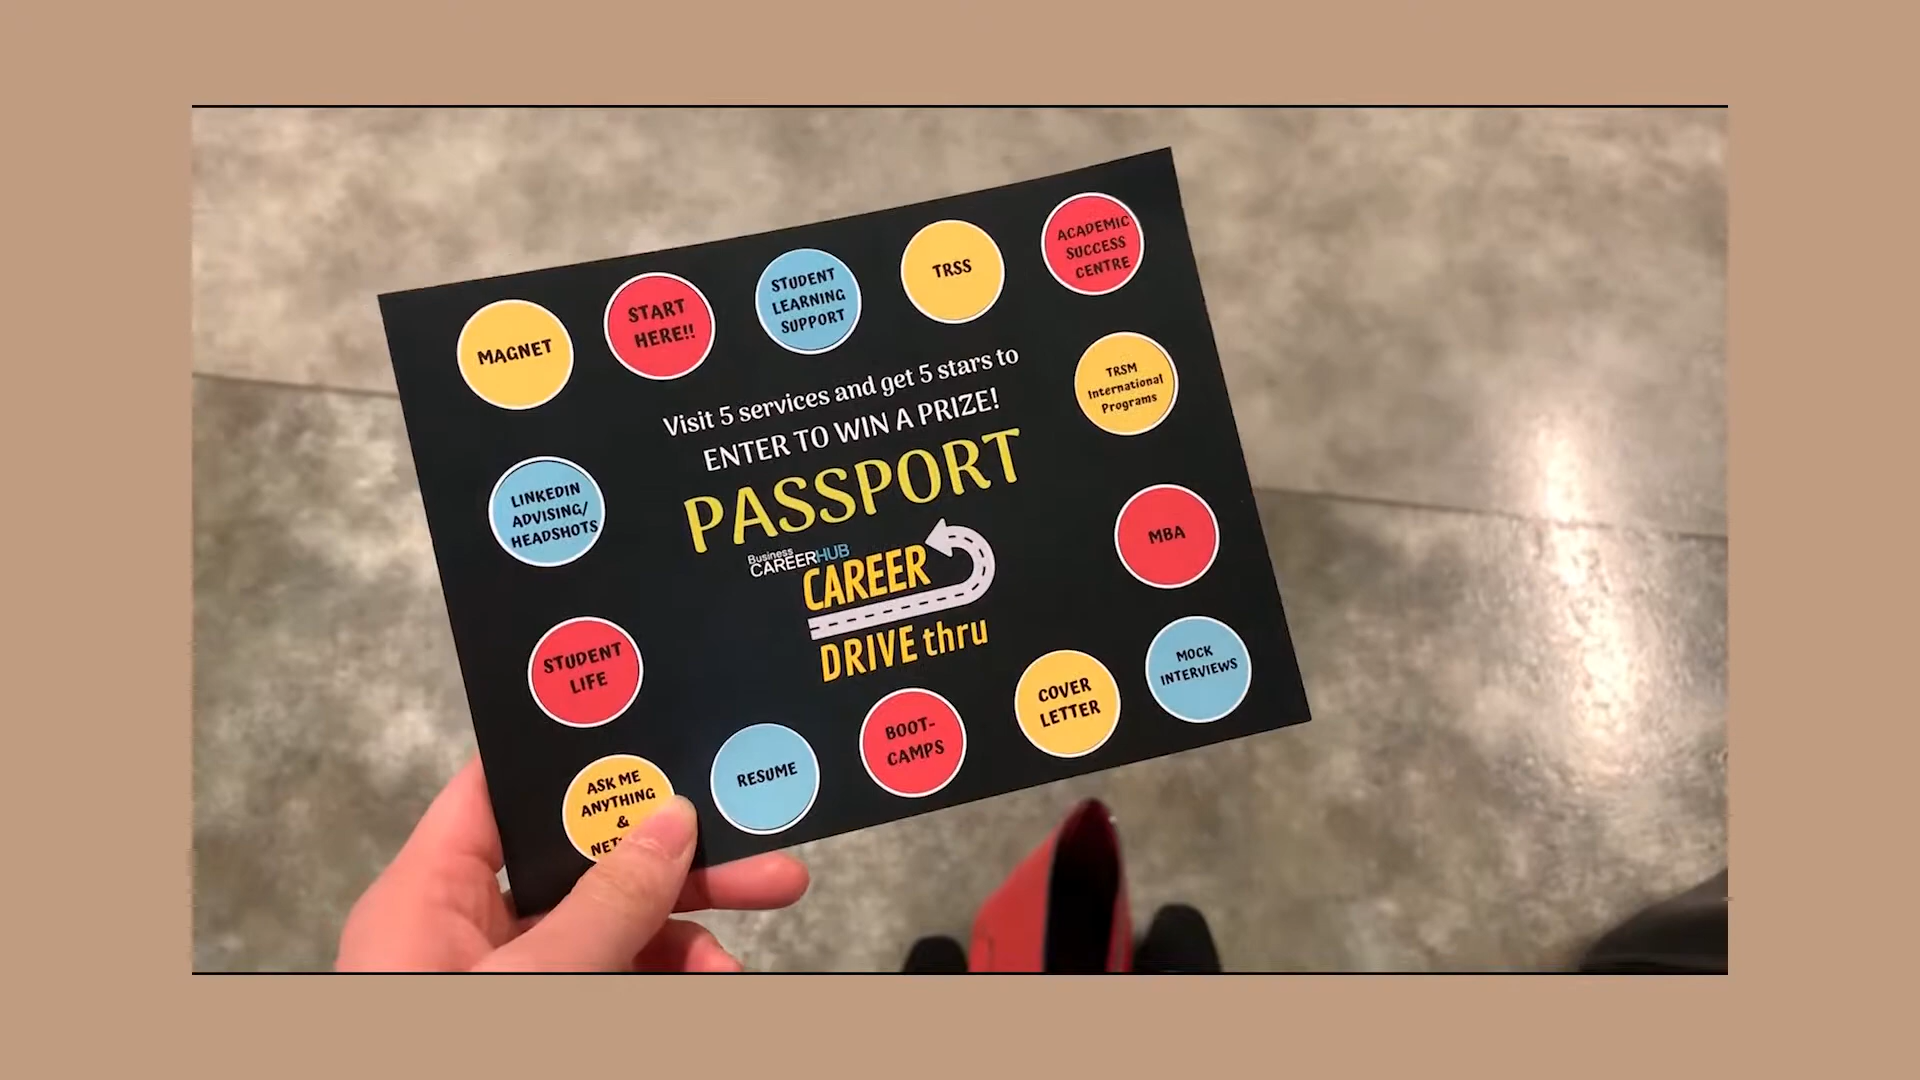 MAGNET
START
HERE!!
STUDENT
LEARNING
SUPPORT
TRSS
ACADEMIC
SUCCESS
CENTRE
Visit 5 services and get 5 stars to
ENTER TO WIN A PRIZE!
PASSPORT
Business
CAREERHUB
CAREER
DRIVE thru
TRSM
International
Programs
LINKEDIN
ADVISING/
HEADSHOTS
MBA
STUDENT
LIFE
MOCK
INTERVIEWS
COVER
LETTER
BOOT-
CAMPS
RESUME
ASK ME
ANYTHING
&